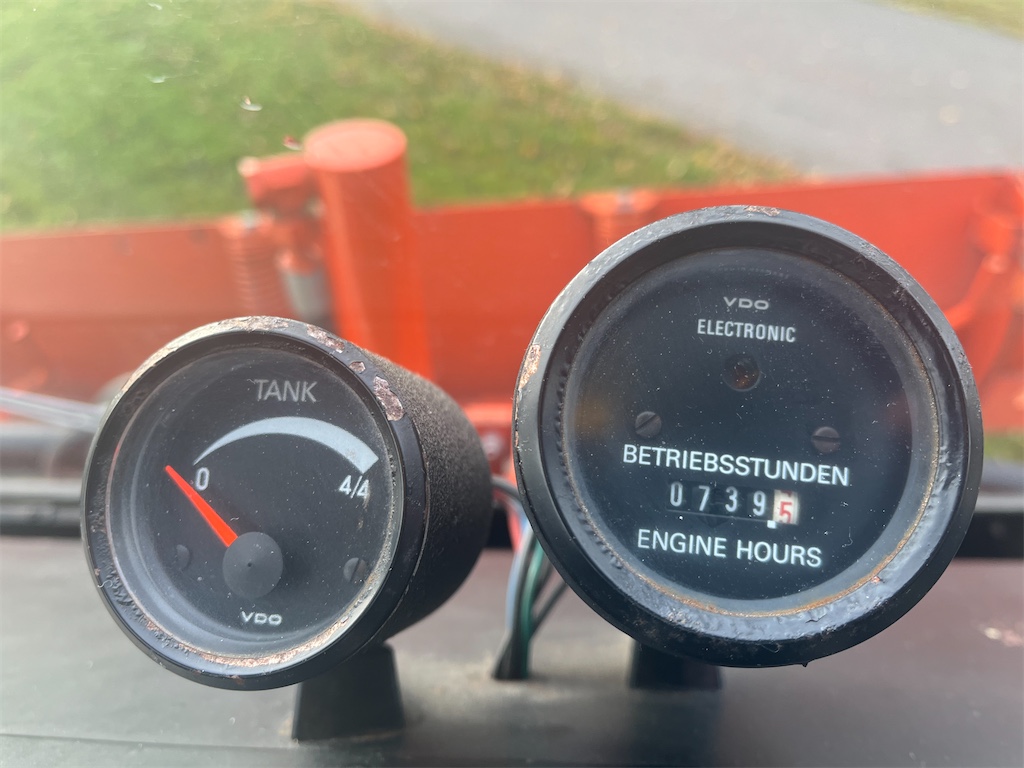 TANK
0
4/4
VDO
VDO
ELECTRONIC
BETRIEBSSTUNDEN
07395
ENGINE HOURS